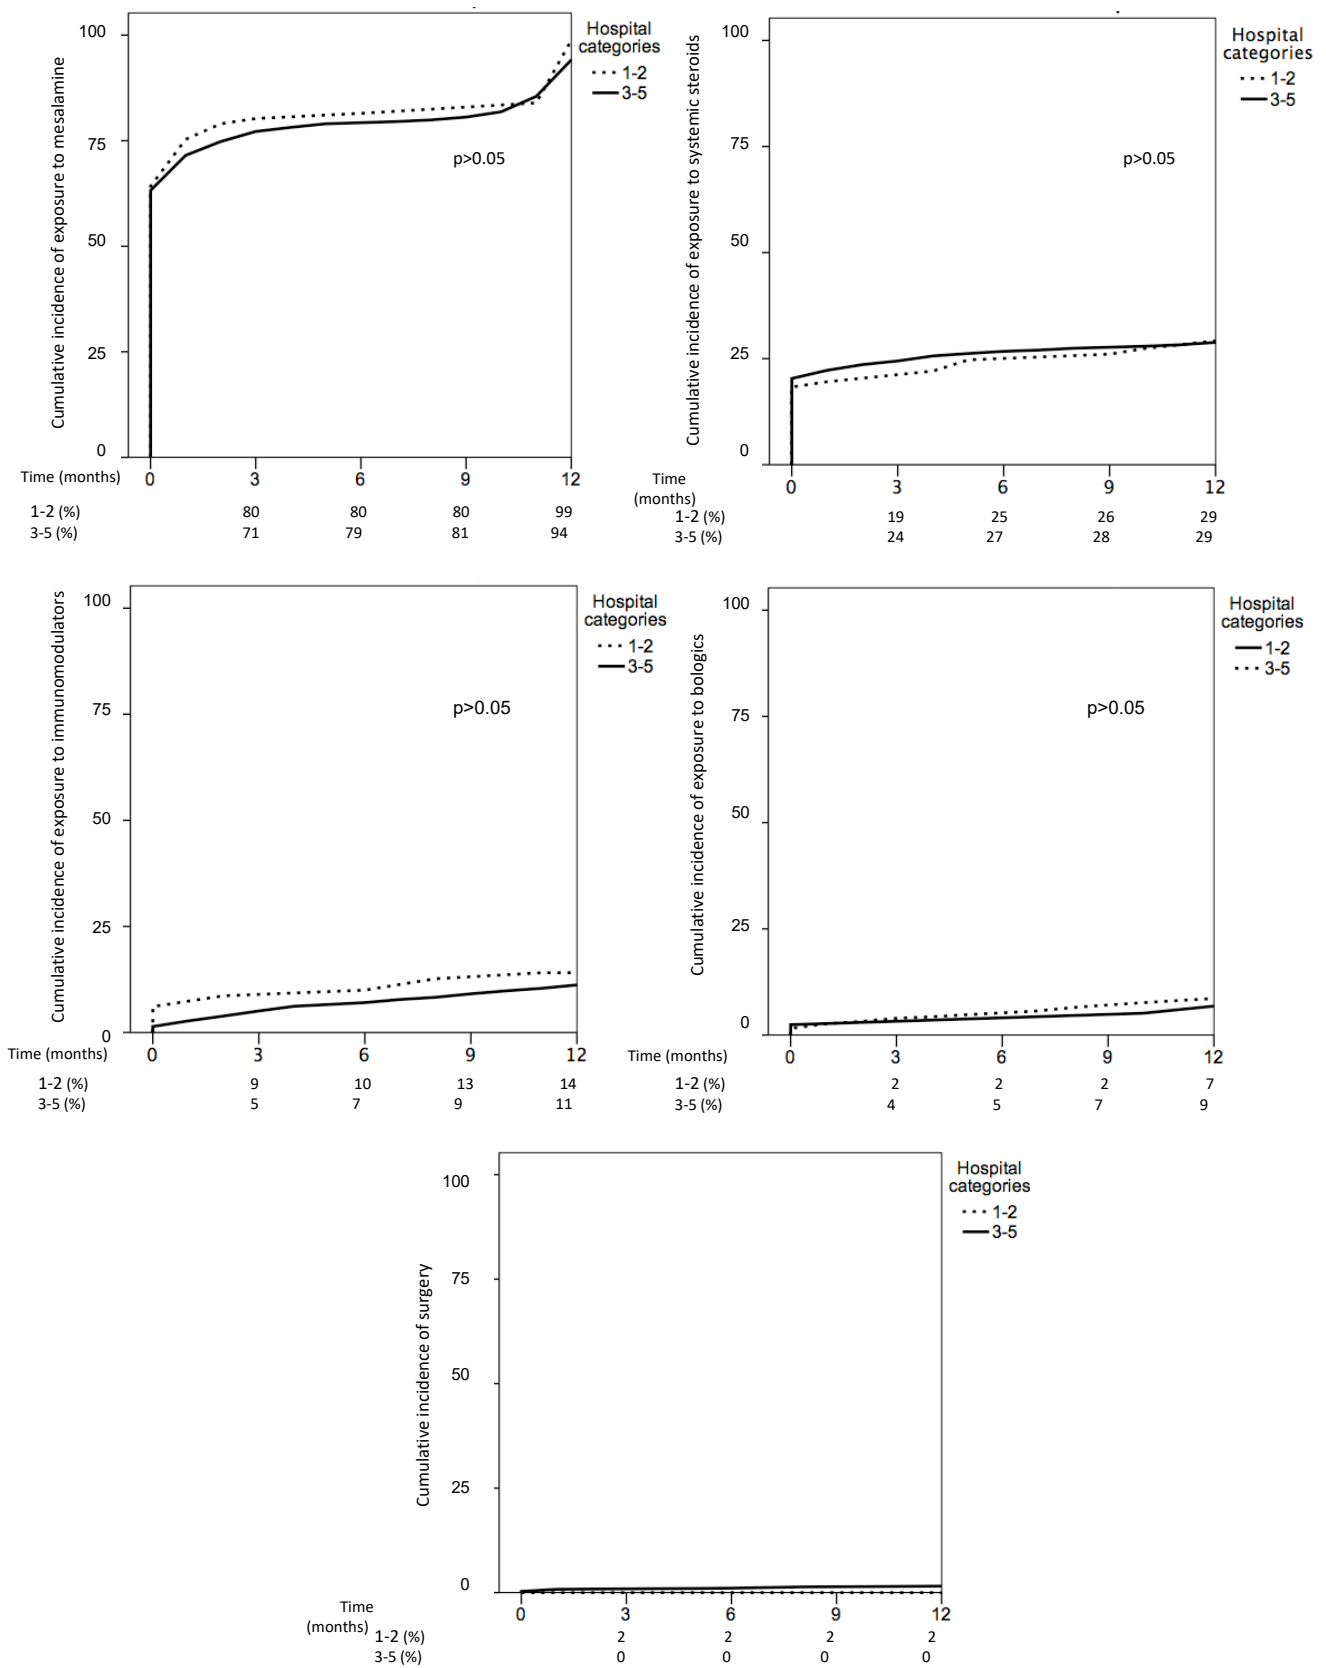 Cumulative incidence of exposure to mesalamine
100
75
50
25
0
Hospital
categories
1-2
3-5
p>0.05
Time (months) 0 3 6 9 12
1-2 (%) 80 80 80 99
3-5 (%) 71 79 81 94
Cumulative incidence of exposure to systemic steroids
100
75
50
25
0
Hospital
categories
1-2
3-5
p>0.05
0 3 6 9 12
Time
(months)
1-2 (%) 19 25 26 29
3-5 (%) 24 27 28 29
Cumulative incidence of exposure to immunomodulators
100
75
50
25
0
Hospital
categories
1-2
3-5
p>0.05
Time (months) 0 3 6 9 12
1-2 (%) 9 10 13 14
3-5 (%) 5 7 9 11
Cumulative incidence of exposure to bologics
100
75
50
25
0
Hospital
categories
1-2
3-5
p>0.05
Time (months) 0 3 6 9 12
1-2 (%) 2 2 2 7
3-5 (%) 4 5 7 9
Cumulative incidence of surgery
100
75
50
25
0
Hospital
categories
1-2
3-5
0 3 6 9 12
Time
(months)
1-2 (%) 2 2 2 2
3-5 (%) 0 0 0 0